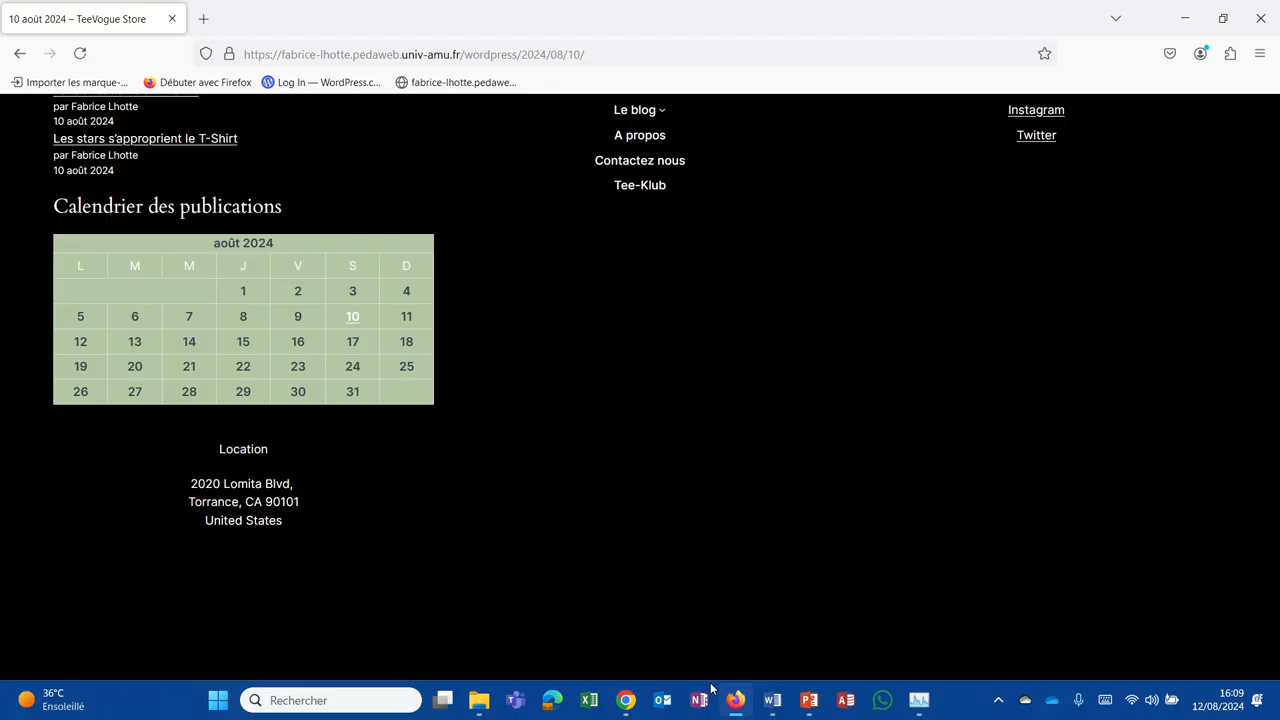 10 août 2024 – TeeVogue Store
https://fabrice-lhotte.pedaweb.univ-amu.fr/wordpress/2024/08/10/
Importer les marque-...
Débuter avec Firefox
Log In — WordPress.c...
fabrice-lhotte.pedawe...
par Fabrice Lhotte
10 août 2024
Les stars s'approprient le T-Shirt
par Fabrice Lhotte
10 août 2024
Calendrier des publications
août 2024
L M M J V S D
1 2 3 4
5 6 7 8 9 10 11
12 13 14 15 16 17 18
19 20 21 22 23 24 25
26 27 28 29 30 31
Location
2020 Lomita Blvd,
Torrance, CA 90101
United States
Le blog
A propos
Contactez nous
Tee-Klub
Instagram
Twitter
36°C
Ensoleillé
Rechercher
16:09
12/08/2024